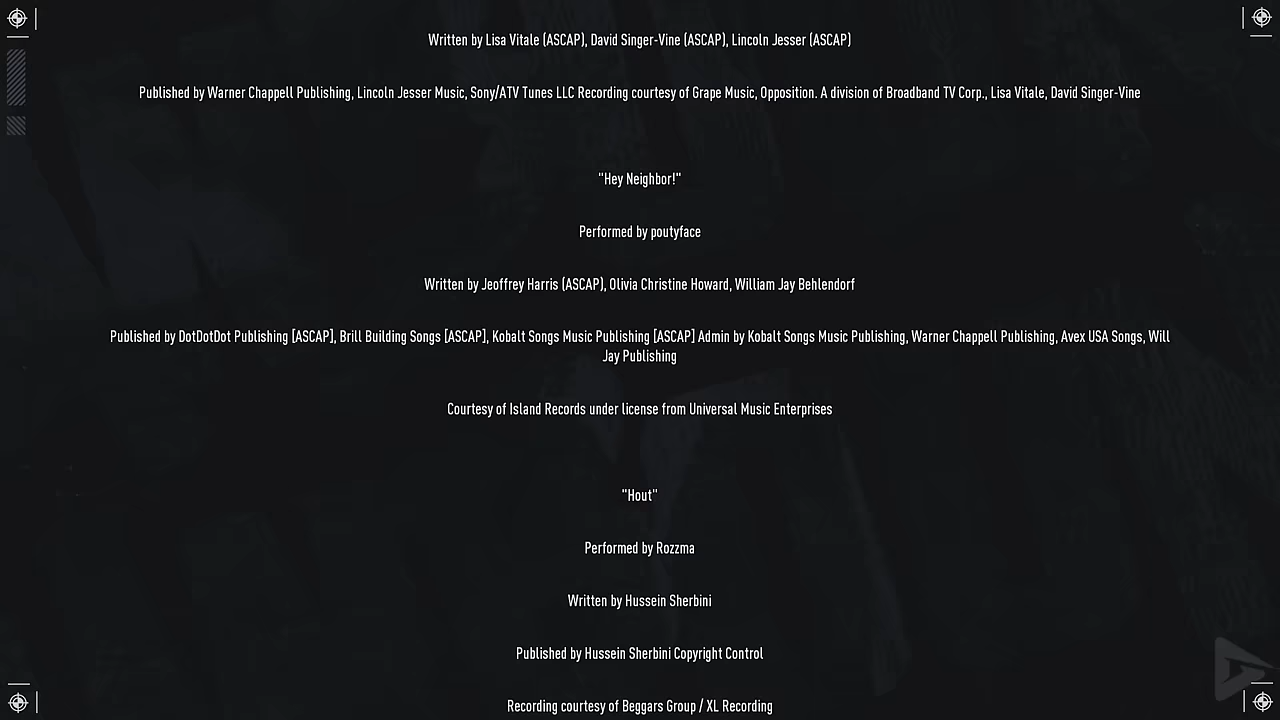 Written by Lisa Vitale (ASCAP), David Singer-Vine (ASCAP), Lincoln Jesser (ASCAP)
Published by Warner Chappell Publishing, Lincoln Jesser Music, Sony/ATV Tunes LLC Recording courtesy of Grape Music, Opposition. A division of Broadband TV Corp., Lisa Vitale, David Singer-Vine
"Hey Neighbor!"
Performed by poutyface
Written by Jeoffrey Harris (ASCAP), Olivia Christine Howard, William Jay Behlendorf
Published by DotDotDot Publishing [ASCAP], Brill Building Songs [ASCAP], Kobalt Songs Music Publishing [ASCAP] Admin by Kobalt Songs Music Publishing, Warner Chappell Publishing, Avex USA Songs, Will
Jay Publishing
Courtesy of Island Records under license from Universal Music Enterprises
"Hout"
Performed by Rozzma
Written by Hussein Sherbini
Published by Hussein Sherbini Copyright Control
Recording courtesy of Beggars Group / XL Recording